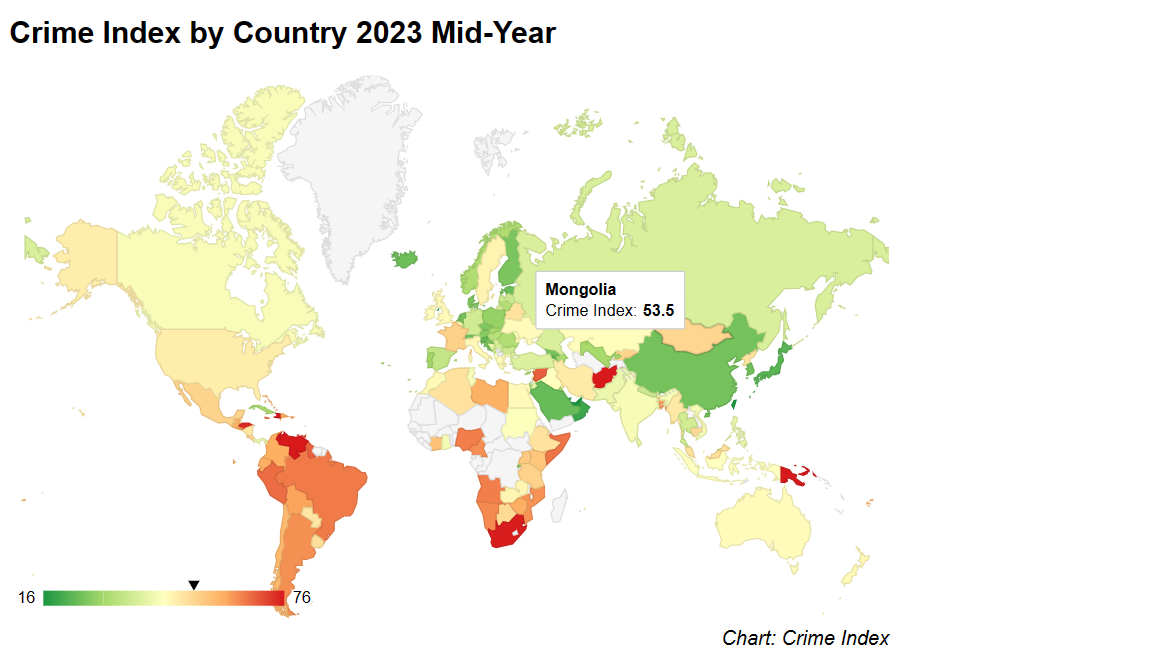 Crime Index by Country 2023 Mid-Year
Mongolia
Crime Index: 53.5
16
76
Chart: Crime Index